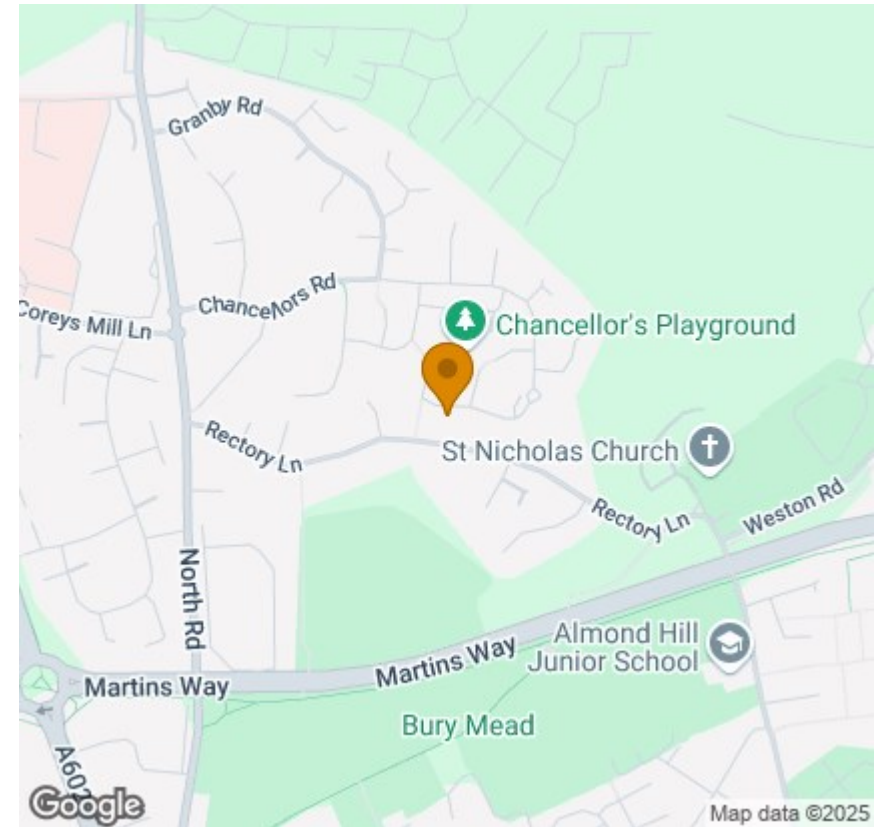 Granby Rd
Chancellors Rd
Coreys Mill Ln
Chancellor's Playground
Rectory Ln
St Nicholas Church
Rectory Ln
Weston Rd
North Rd
Almond Hill
Junior School
Martins Way
Martins Way
Bury Mead
A602
Google
Map data ©2025